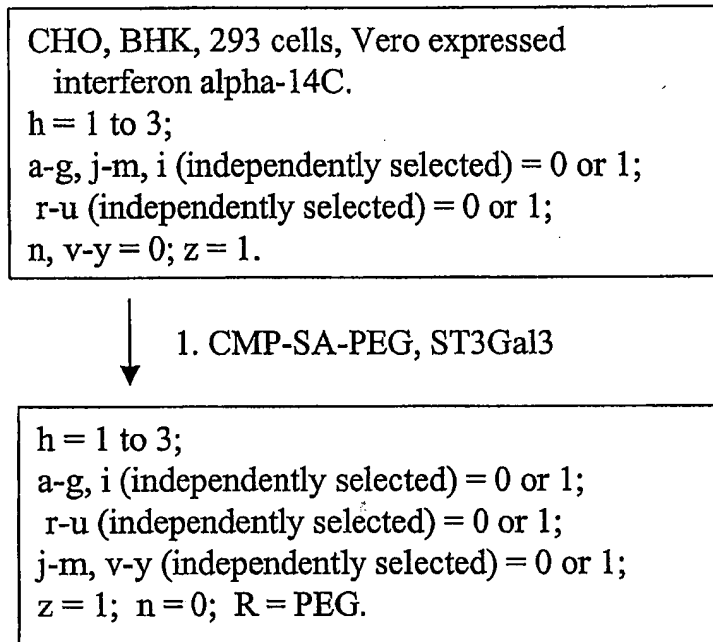 CHO, BHK, 293 cells, Vero expressed
interferon alpha-14C.
h = 1 to 3;
a-g, j-m, i (independently selected) = 0 or 1;
r-u (independently selected) = 0 or 1;
n, v-y = 0; z = 1.
1. CMP-SA-PEG, ST3Gal3
h = 1 to 3;
a-g, i (independently selected) = 0 or 1;
r-u (independently selected) = 0 or 1;
j-m, v-y (independently selected) = 0 or 1;
z = 1; n = 0; R = PEG.